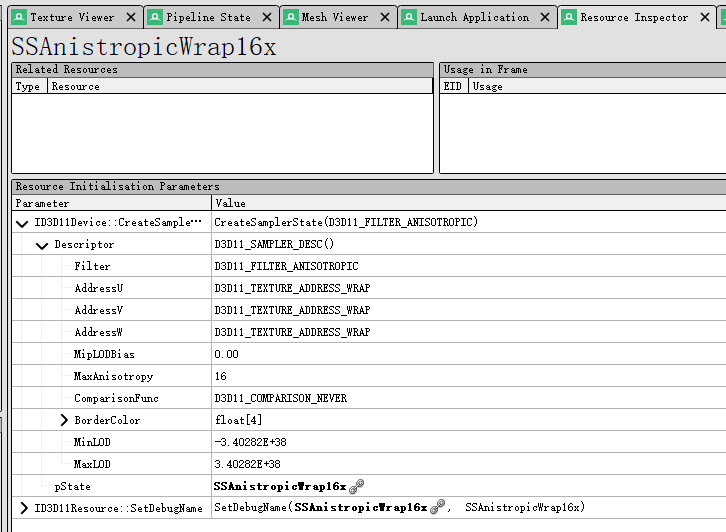 Texture Viewer Pipeline State Mesh Viewer Launch Application Resource Inspector
SSAnistropicWrap16x
Related Resources Usage in Frame
Type Resource EID Usage
Resource Initialisation Parameters
Parameter Value
ID3D11Device::CreateSample... CreateSamplerState(D3D11_FILTER_ANISOTROPIC)
Descriptor D3D11_SAMPLER_DESC()
Filter D3D11_FILTER_ANISOTROPIC
AddressU D3D11_TEXTURE_ADDRESS_WRAP
AddressV D3D11_TEXTURE_ADDRESS_WRAP
AddressW D3D11_TEXTURE_ADDRESS_WRAP
MipLODBias 0.00
MaxAnisotropy 16
ComparisonFunc D3D11_COMPARISON_NEVER
BorderColor float[4]
MinLOD -3.40282E+38
MaxLOD 3.40282E+38
pState SSAnistropicWrap16x
ID3D11Resource::SetDebugName SetDebugName(SSAnistropicWrap16x, SSAnistropicWrap16x)